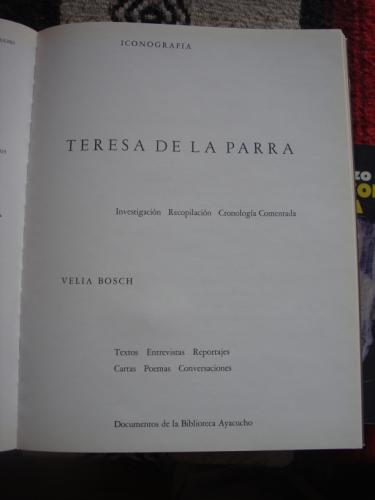 ICONOGRAFIA
TERESA DE LA PARRA
Investigación Recopilación Cronología Comentada
VELIA BOSCH
Textos Entrevistas Reportajes
Cartas Poemas Conversaciones
Documentos de la Biblioteca Ayacucho